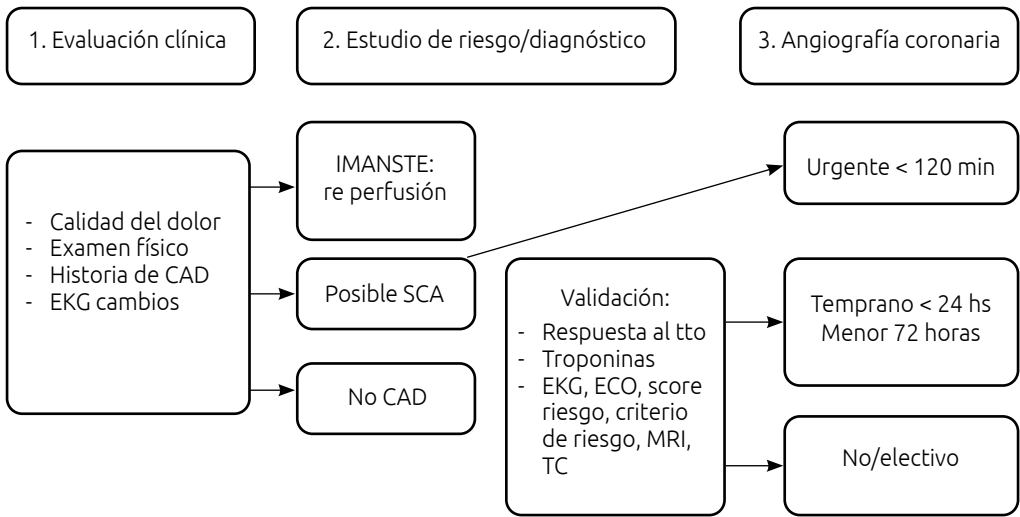 1. Evaluación clínica
2. Estudio de riesgo/diagnóstico
3. Angiografía coronaria
- Calidad del dolor
- Examen físico
- Historia de CAD
- EKG cambios
IMANSTE:
re perfusión
Posible SCA
No CAD
Validación:
- Respuesta al tto
- Troponinas
- EKG, ECO, score
riesgo, criterio
de riesgo, MRI,
TC
Urgente < 120 min
Temprano < 24 hs
Menor 72 horas
No/electivo